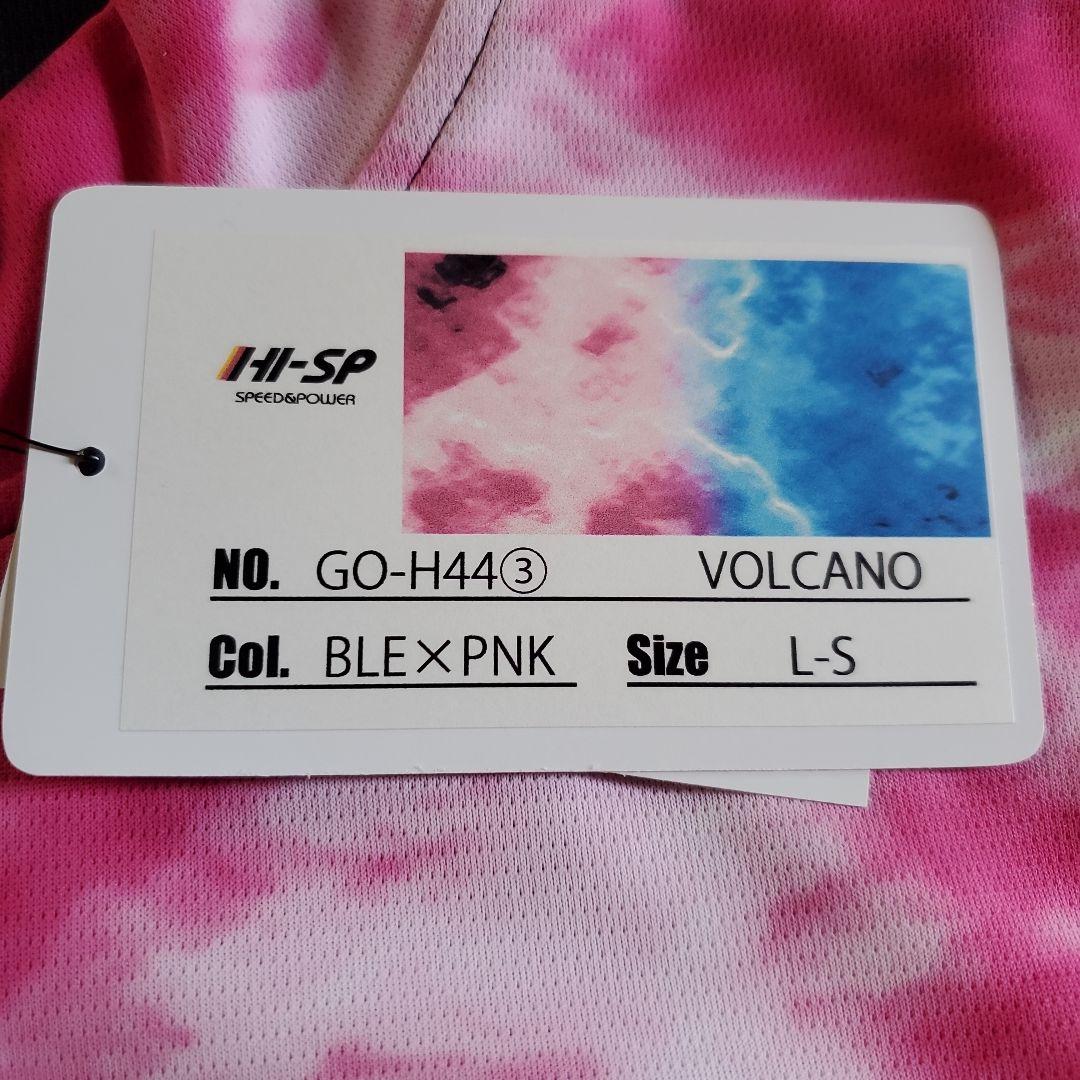 HI-SP
SPEED&POWER
NO. GO-H44③ VOLCANO
Col. BLE×PNK Size L-S